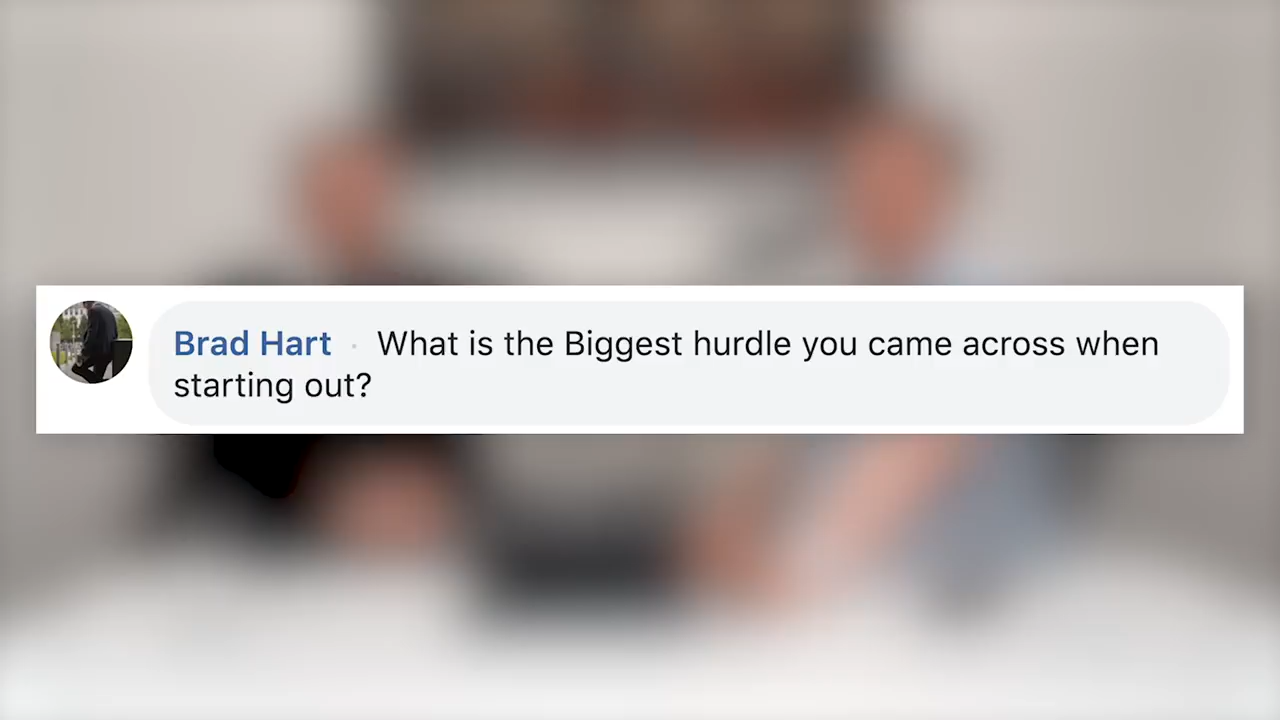 Brad Hart · What is the Biggest hurdle you came across when
starting out?